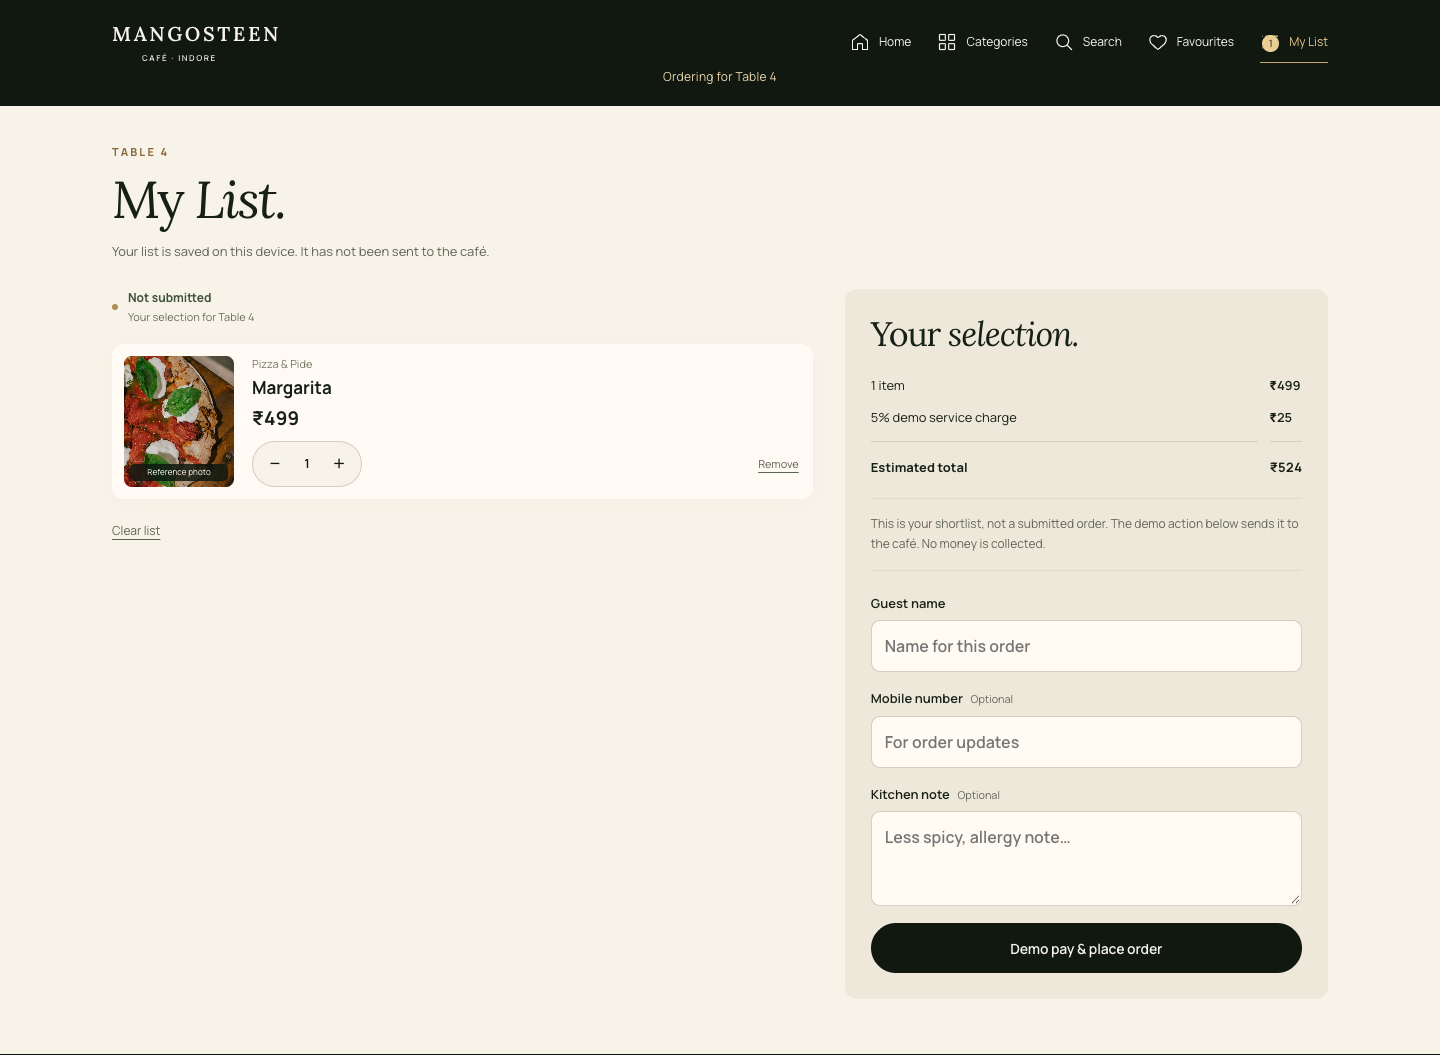 MANGOSTEEN
CAFÉ · INDORE
Home
Categories
Search
Favourites
1
My List
Ordering for Table 4
TABLE 4
My List.
Your list is saved on this device. It has not been sent to the café.
Not submitted
Your selection for Table 4
Reference photo
Pizza & Pide
Margarita
₹499
− 1 +
Remove
Clear list
Your selection.
1 item ₹499
5% demo service charge ₹25
Estimated total ₹524
This is your shortlist, not a submitted order. The demo action below sends it to
the café. No money is collected.
Guest name
Name for this order
Mobile number Optional
For order updates
Kitchen note Optional
Less spicy, allergy note…
Demo pay & place order